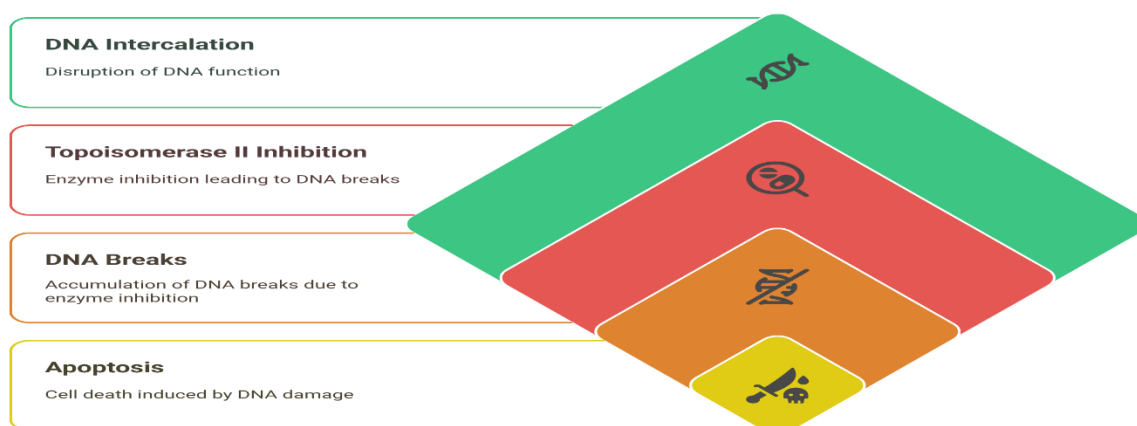 DNA Intercalation
Disruption of DNA function
Topoisomerase II Inhibition
Enzyme inhibition leading to DNA breaks
DNA Breaks
Accumulation of DNA breaks due to
enzyme inhibition
Apoptosis
Cell death induced by DNA damage